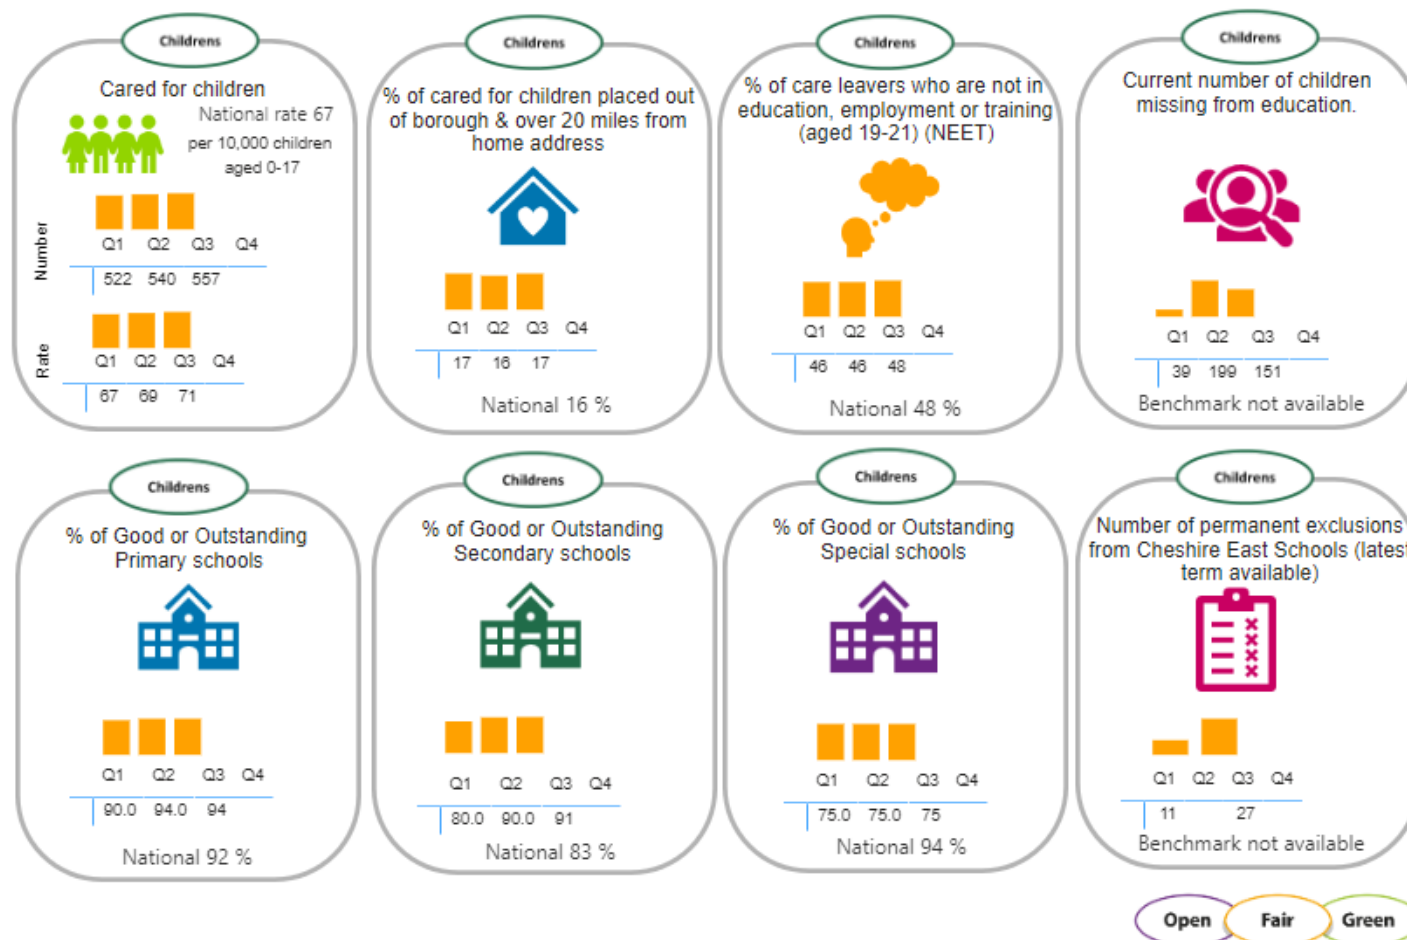 Childrens
Cared for children
National rate 67
per 10,000 children
aged 0-17
Number
Q1 Q2 Q3 Q4
522 540 557
Rate
Q1 Q2 Q3 Q4
67 69 71
Childrens
% of cared for children placed out
of borough & over 20 miles from
home address
Q1 Q2 Q3 Q4
17 16 17
National 16 %
Childrens
% of care leavers who are not in
education, employment or training
(aged 19-21) (NEET)
Q1 Q2 Q3 Q4
46 46 48
National 48 %
Childrens
Current number of children
missing from education.
Q1 Q2 Q3 Q4
39 199 151
Benchmark not available
Childrens
% of Good or Outstanding
Primary schools
Q1 Q2 Q3 Q4
90.0 94.0 94
National 92 %
Childrens
% of Good or Outstanding
Secondary schools
Q1 Q2 Q3 Q4
80.0 90.0 91
National 83 %
Childrens
% of Good or Outstanding
Special schools
Q1 Q2 Q3 Q4
75.0 75.0 75
National 94 %
Childrens
Number of permanent exclusions
from Cheshire East Schools (latest
term available)
Q1 Q2 Q3 Q4
11 27
Benchmark not available
Open Fair Green